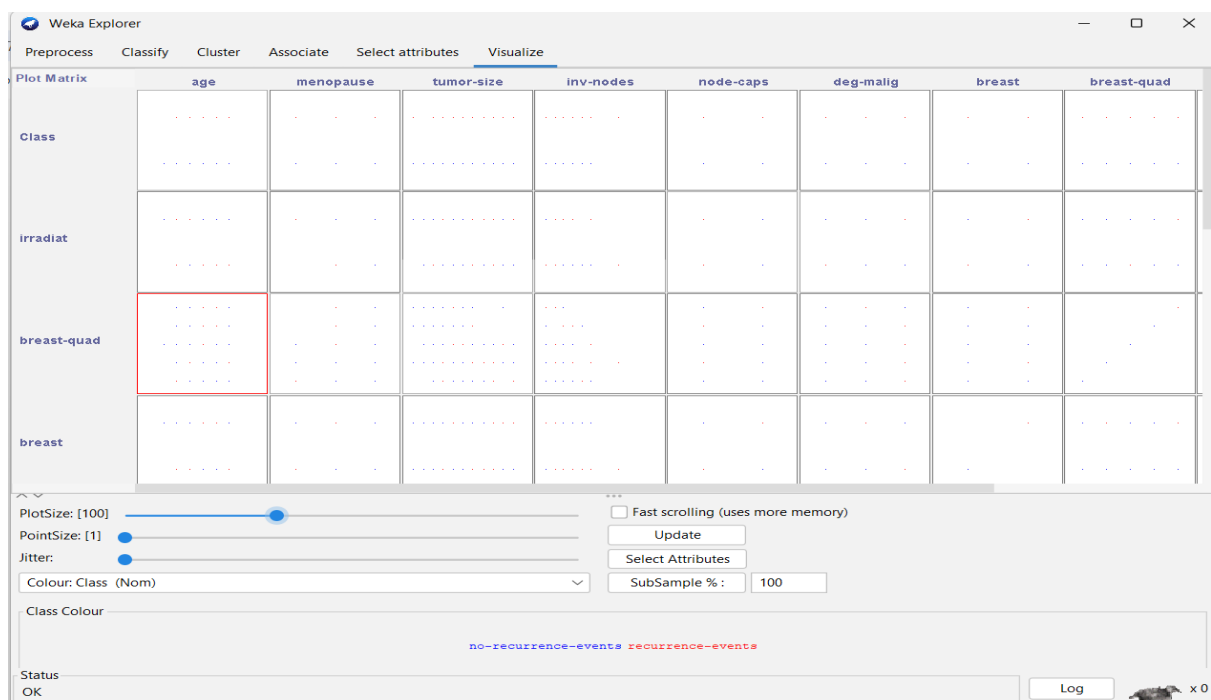 Weka Explorer
Preprocess Classify Cluster Associate Select attributes Visualize
Plot Matrix age menopause tumor-size inv-nodes node-caps deg-malig breast breast-quad
Class
irradiat
breast-quad
breast
PlotSize: [100]
Fast scrolling (uses more memory)
PointSize: [1]
Update
Jitter:
Select Attributes
Colour: Class (Nom)
SubSample % : 100
Class Colour
no-recurrence-events recurrence-events
Status
OK
Log x 0